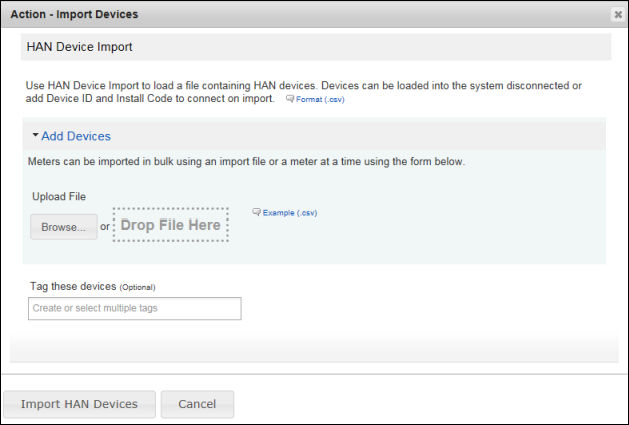 Action - Import Devices
HAN Device Import
Use HAN Device Import to load a file containing HAN devices. Devices can be loaded into the system disconnected or
add Device ID and Install Code to connect on import. Format (.csv)
Add Devices
Meters can be imported in bulk using an import file or a meter at a time using the form below.
Upload File
Browse... or Drop File Here Example (.csv)
Tag these devices (Optional)
Create or select multiple tags
Import HAN Devices Cancel